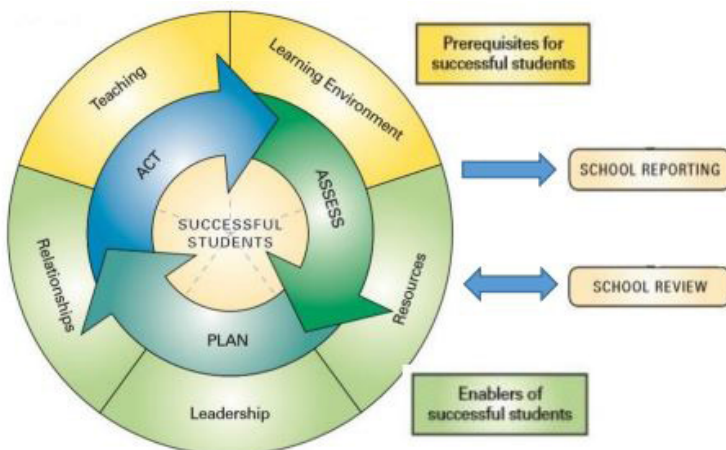 Teaching
Learning Environment
Prerequisites for
successful students
ACT
ASSESS
SCHOOL REPORTING
SUCCESSFUL
STUDENTS
Relationships
Resources
SCHOOL REVIEW
PLAN
Leadership
Enablers of
successful students